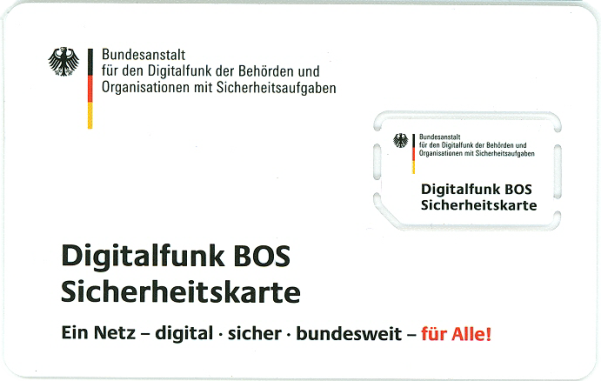 Bundesanstalt
für den Digitalfunk der Behörden und
Organisationen mit Sicherheitsaufgaben
Bundesanstalt
für den Digitalfunk der Behörden und
Organisationen mit Sicherheitsaufgaben
Digitalfunk BOS
Sicherheitskarte
Digitalfunk BOS
Sicherheitskarte
Ein Netz – digital · sicher · bundesweit – für Alle!